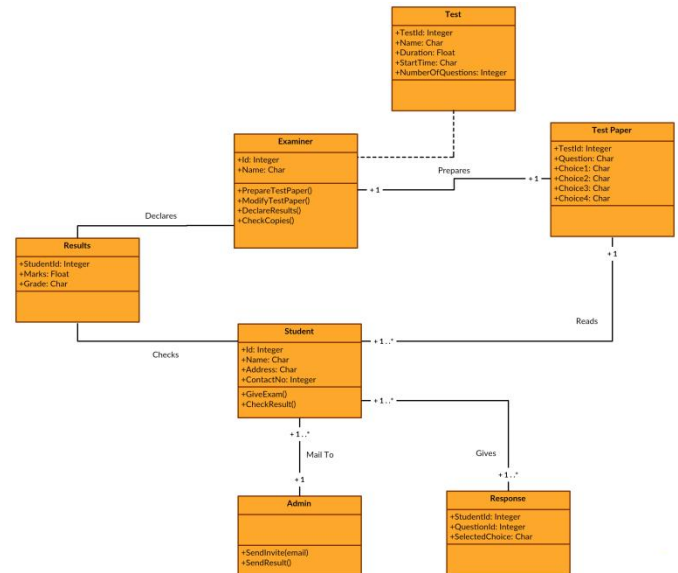 Test
+TestId: Integer
+Name: Char
+Duration: Float
+StartTime: Char
+NumberOfQuestions: Integer
Examiner
+Id: Integer
+Name: Char
+PrepareTestPaper()
+ModifyTestPaper()
+DeclareResults()
+CheckCopies()
Prepares
+1
+1
Test Paper
+TestId: Integer
+Question: Char
+Choice1: Char
+Choice2: Char
+Choice3: Char
+Choice4: Char
Declares
Results
+StudentId: Integer
+Marks: Float
+Grade: Char
+1
Reads
Checks
Student
+Id: Integer
+Name: Char
+Address: Char
+ContactNo: Integer
+GiveExam()
+CheckResult()
+1..*
+1..*
+1..*
Mail To
+1
Gives
+1..*
Admin
+SendInvite(email)
+SendResult()
Response
+StudentId: Integer
+QuestionId: Integer
+SelectedChoice: Char